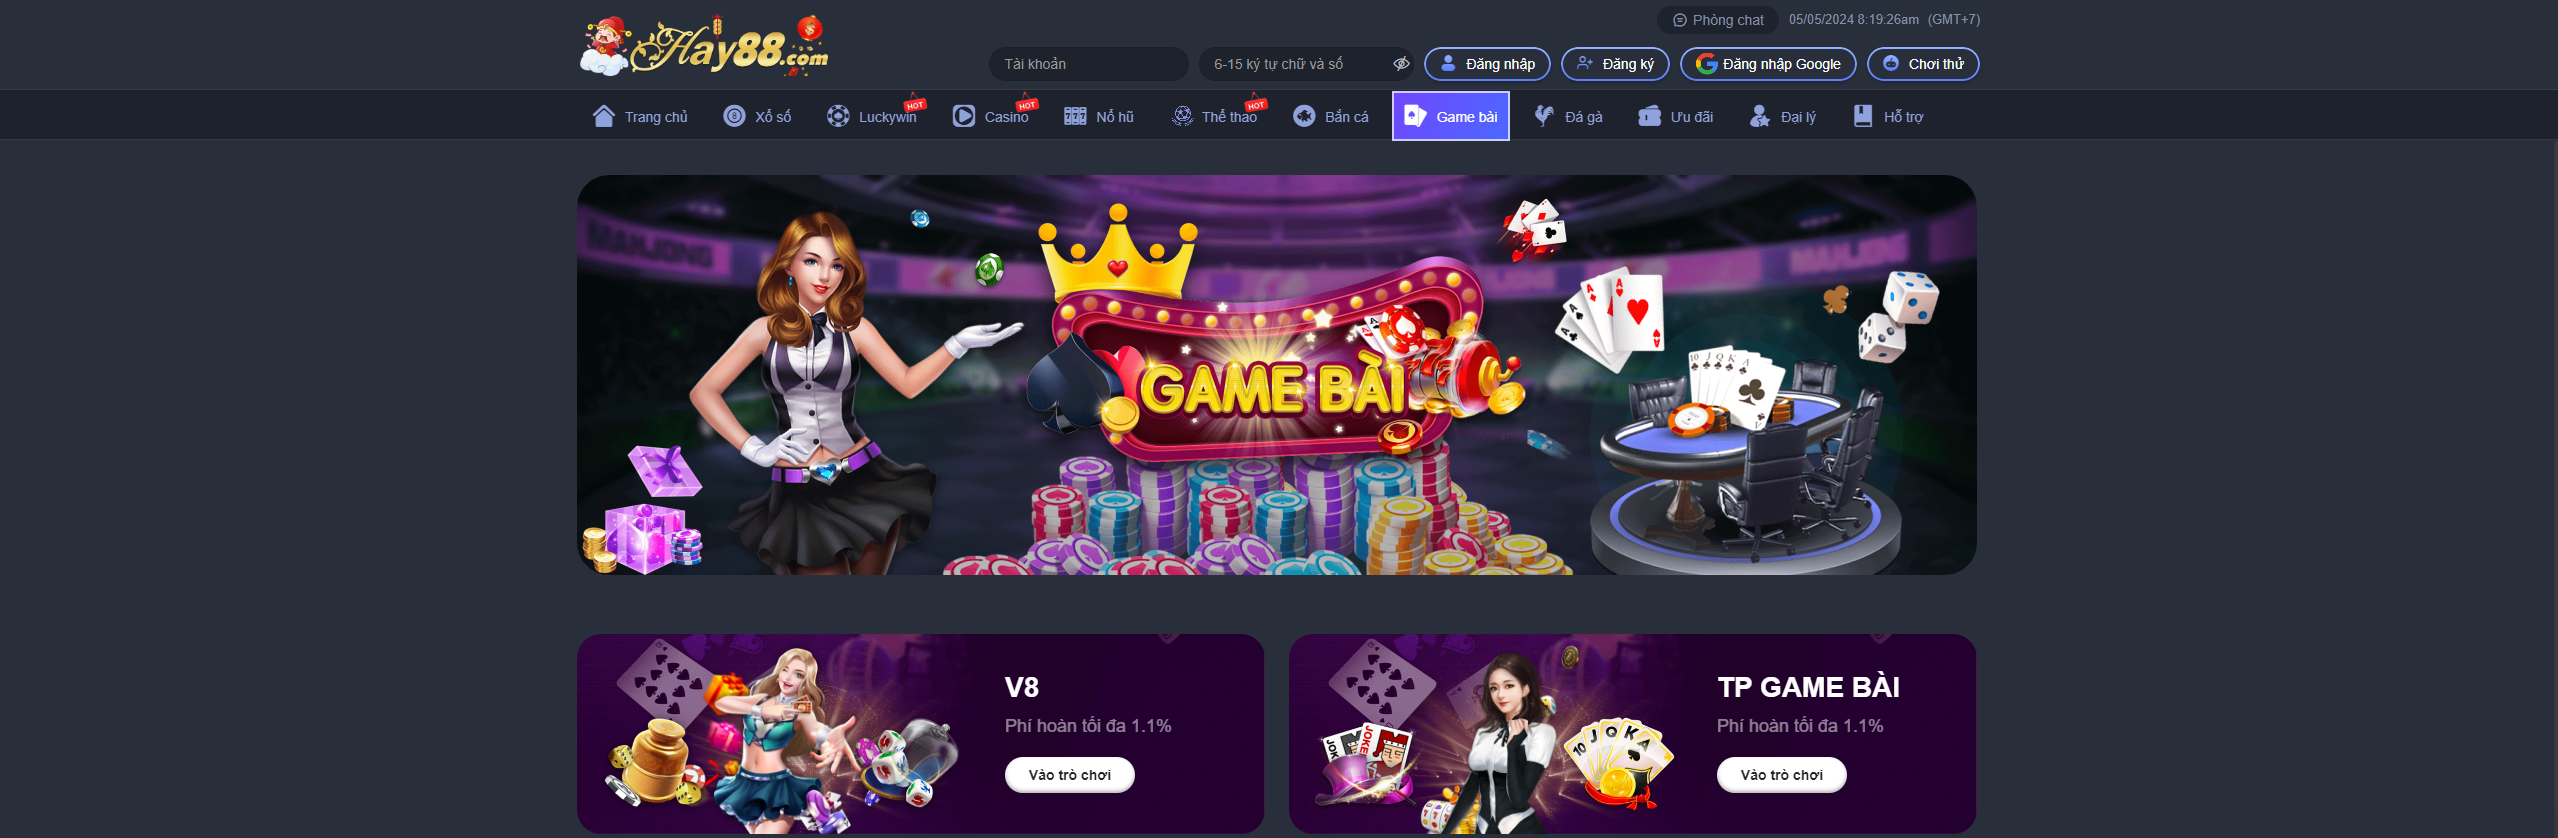 Hay88.com
Phòng chat 05/05/2024 8:19:26am (GMT+7)
Tài khoản 6-15 ký tự chữ và số Đăng nhập Đăng ký Đăng nhập Google Chơi thử
Trang chủ Xổ số Luckywin HOT Casino HOT Nổ hũ Thể thao HOT Bắn cá Game bài Đá gà Ưu đãi Đại lý Hỗ trợ
MAHJONG
MAHJONG
GAME BÀI
V8
Phí hoàn tối đa 1.1%
Vào trò chơi
TP GAME BÀI
Phí hoàn tối đa 1.1%
Vào trò chơi